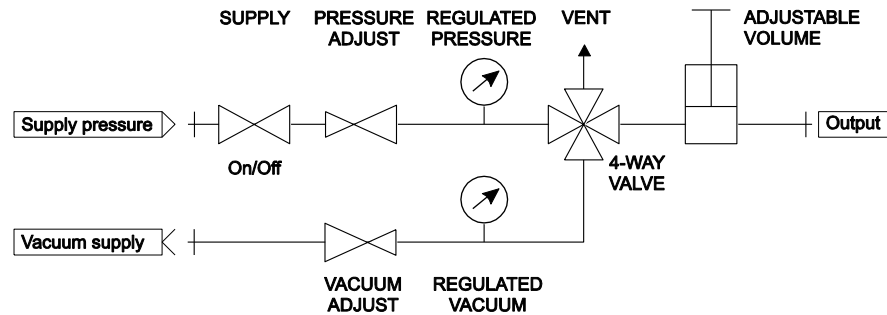 SUPPLY
PRESSURE
ADJUST
REGULATED
PRESSURE
VENT
ADJUSTABLE
VOLUME
Supply pressure
Output
On/Off
4-WAY
VALVE
Vacuum supply
VACUUM
ADJUST
REGULATED
VACUUM